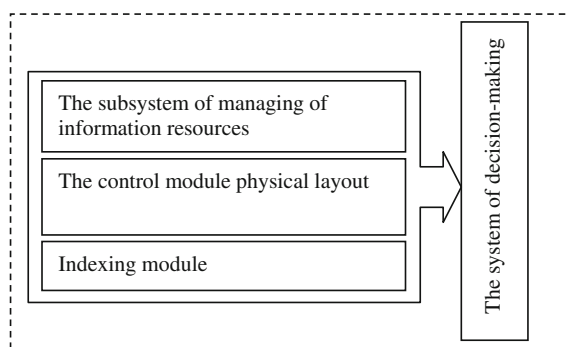 The subsystem of managing of
information resources
The control module physical layout
Indexing module
The system of decision-making